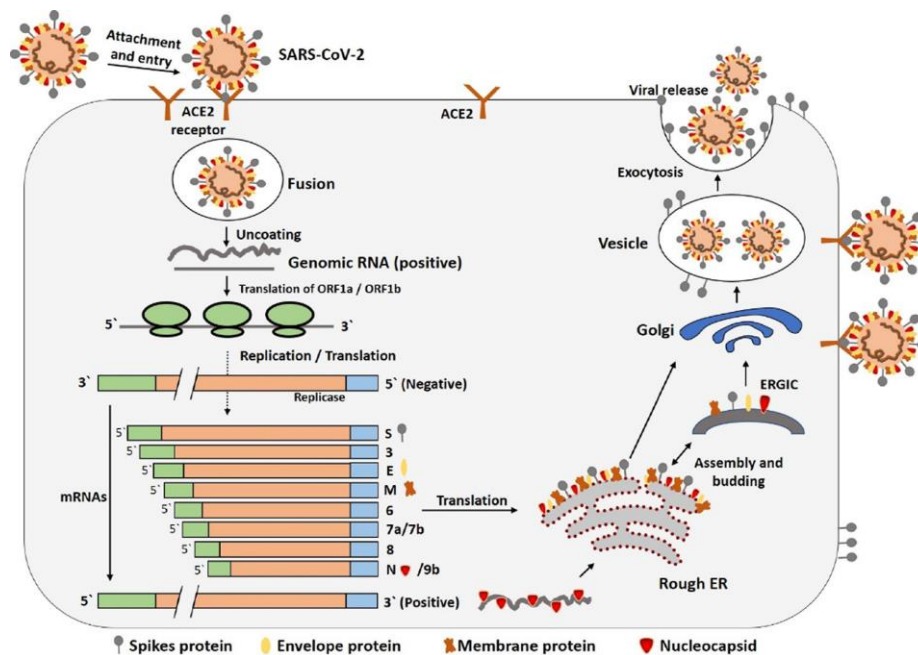 Attachment
and entry
SARS-CoV-2
ACE2
receptor
ACE2
Viral release
Fusion
Exocytosis
Uncoating
Vesicle
Genomic RNA (positive)
Translation of ORF1a / ORF1b
5` 3`
Golgi
Replication / Translation
3` 5` (Negative)
Replicase
ERGIC
5` S
5` 3
5` E
Assembly and
budding
5` M
mRNAs
Translation
5` 6
5` 7a/7b
5` 8
5` N /9b
Rough ER
5` 3` (Positive)
Spikes protein Envelope protein Membrane protein Nucleocapsid